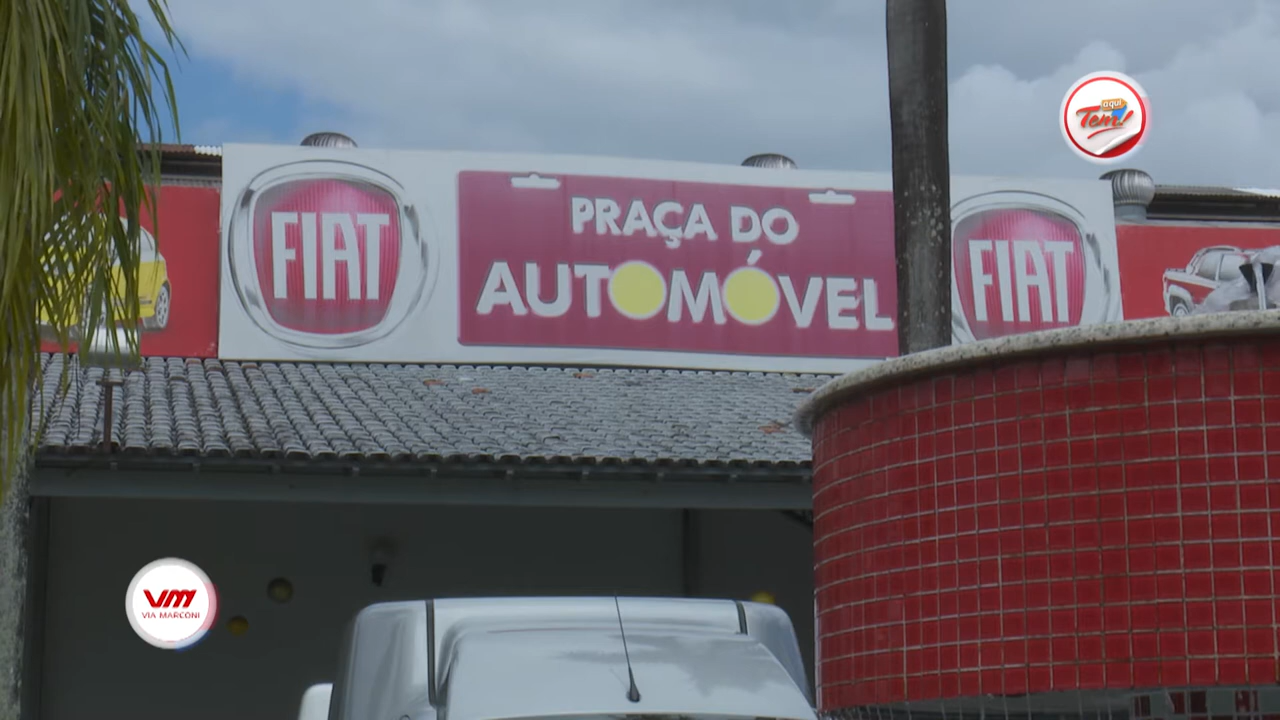 aqui
Tem!
FIAT
PRAÇA DO
AUTOMÓVEL
FIAT
VM
VIA MARCONI